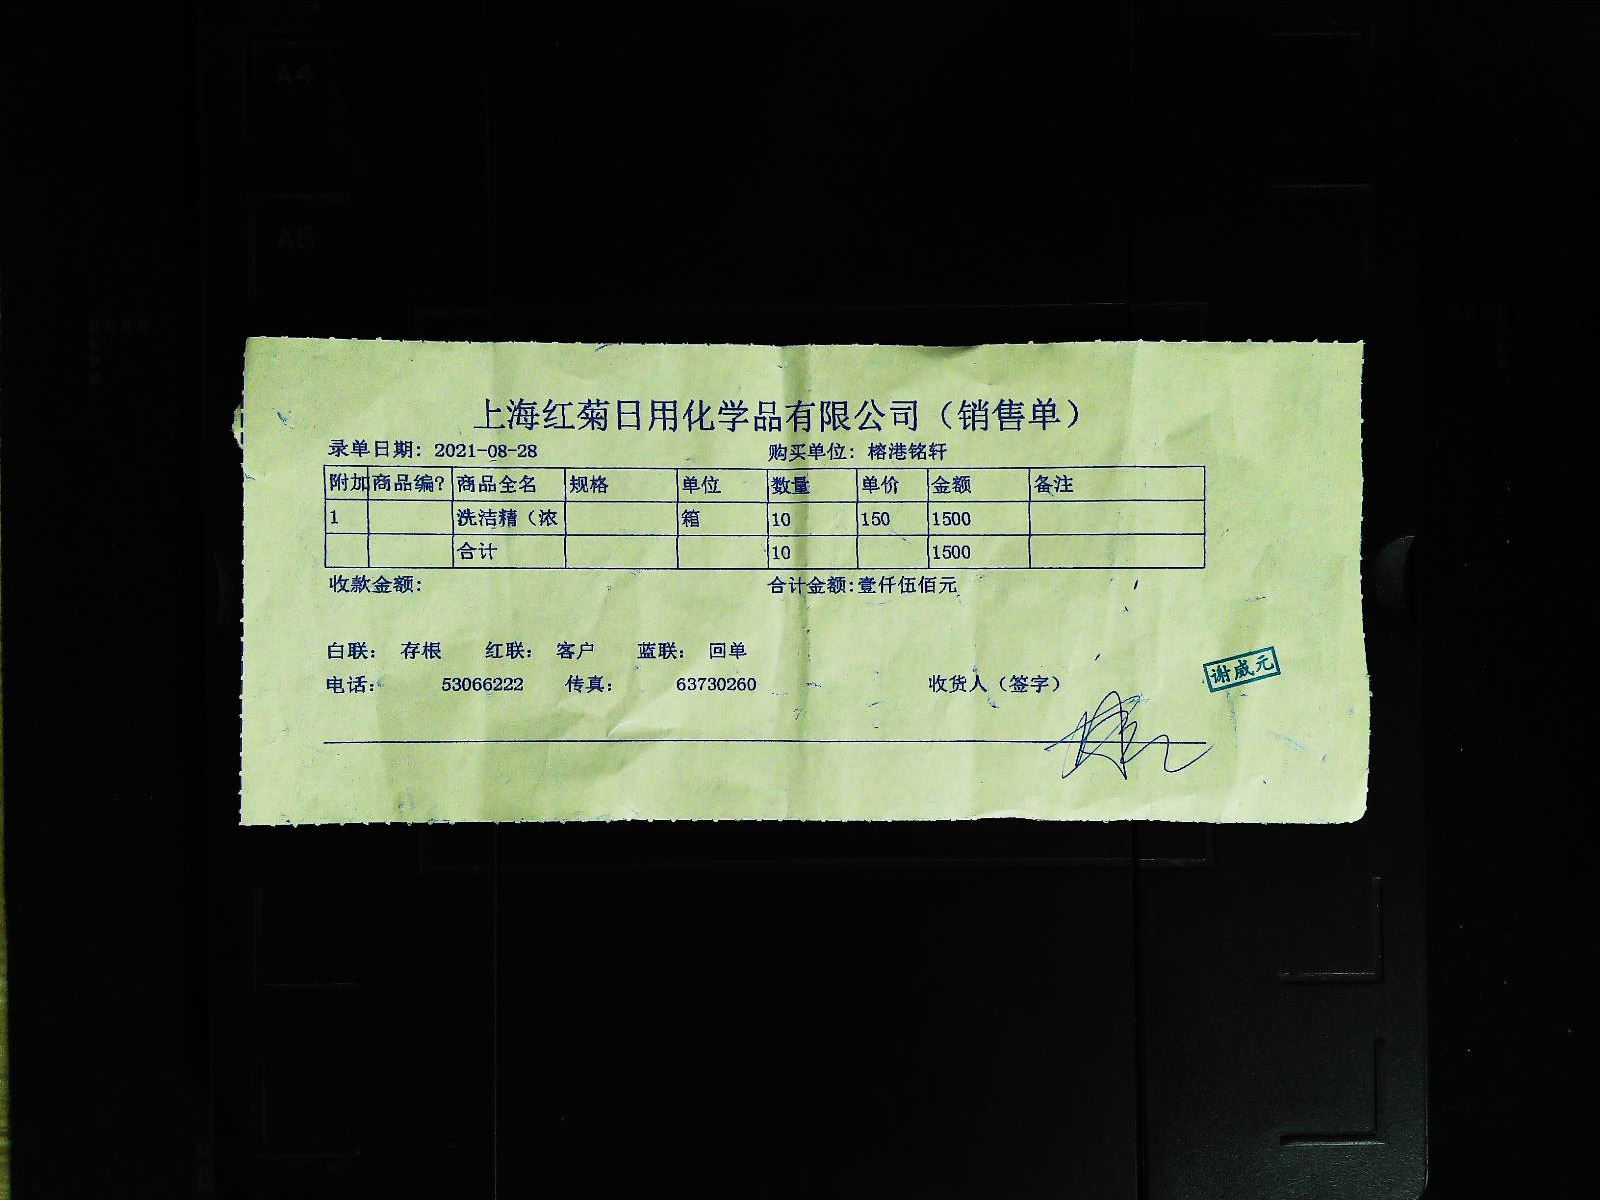 A4
A5
上海红菊日用化学品有限公司（销售单）
录单日期: 2021-08-28 购买单位: 榕港铭轩
附加 商品编? 商品全名 规格 单位 数量 单价 金额 备注
1 洗洁精（浓 箱 10 150 1500
合计 10 1500
收款金额: 合计金额:壹仟伍佰元
白联: 存根 红联: 客户 蓝联: 回单
电话: 53066222 传真: 63730260 收货人（签字）
谢威元